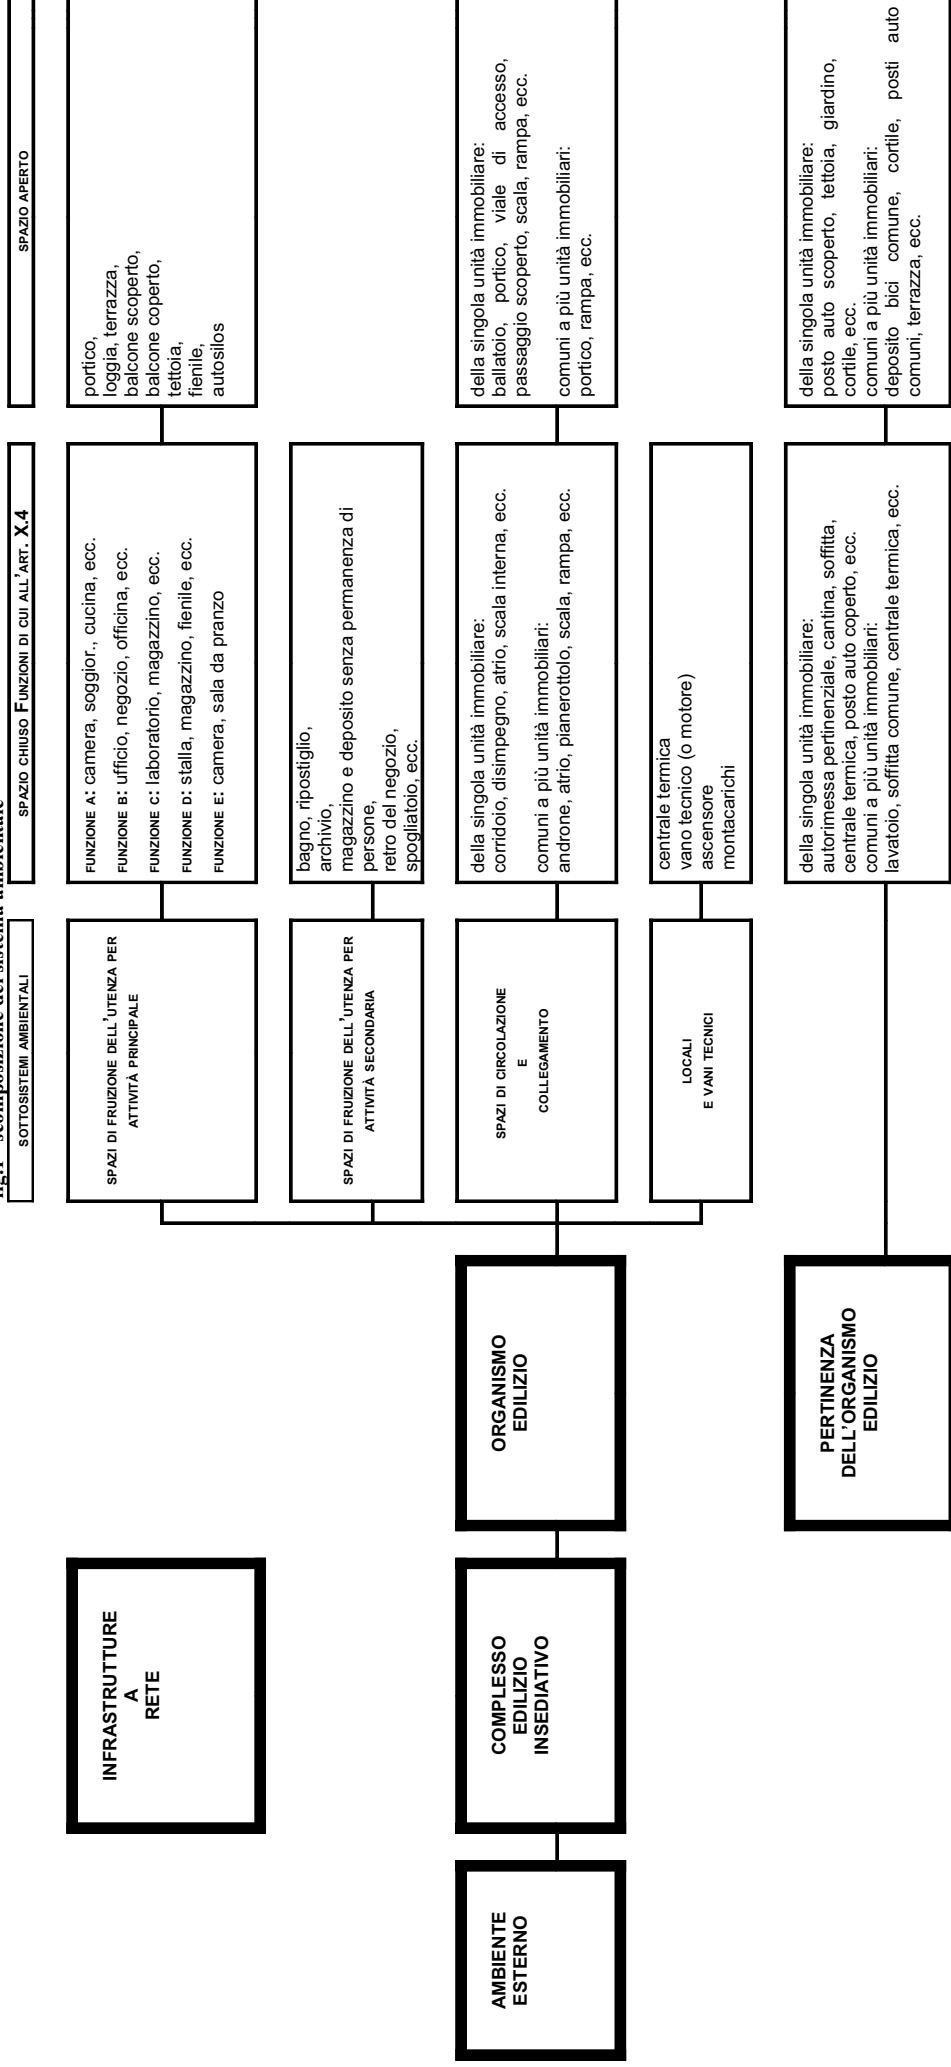 fig.1 scomposizione del sistema ambientale
SOTTOSISTEMI AMBIENTALI
SPAZIO CHIUSO FUNZIONI DI CUI ALL'ART. X.4
SPAZIO APERTO
INFRASTRUTTURE
A
RETE
SPAZI DI FRUIZIONE DELL'UTENZA PER
ATTIVITÀ PRINCIPALE
FUNZIONE A: camera, soggior., cucina, ecc.
FUNZIONE B: ufficio, negozio, officina, ecc.
FUNZIONE C: laboratorio, magazzino, ecc.
FUNZIONE D: stalla, magazzino, fienile, ecc.
FUNZIONE E: camera, sala da pranzo
portico,
loggia, terrazza,
balcone scoperto,
balcone coperto,
tettoia,
fienile,
autosilos
SPAZI DI FRUIZIONE DELL'UTENZA PER
ATTIVITÀ SECONDARIA
bagno, ripostiglio,
archivio,
magazzino e deposito senza permanenza di
persone,
retro del negozio,
spogliatoio, ecc.
AMBIENTE
ESTERNO
COMPLESSO
EDILIZIO
INSEDIATIVO
ORGANISMO
EDILIZIO
SPAZI DI CIRCOLAZIONE
E
COLLEGAMENTO
della singola unità immobiliare:
corridoio, disimpegno, atrio, scala interna, ecc.
comuni a più unità immobiliari:
androne, atrio, pianerottolo, scala, rampa, ecc.
della singola unità immobiliare:
ballatoio, portico, viale di accesso,
passaggio scoperto, scala, rampa, ecc.
comuni a più unità immobiliari:
portico, rampa, ecc.
LOCALI
E VANI TECNICI
centrale termica
vano tecnico (o motore)
ascensore
montacarichi
PERTINENZA
DELL'ORGANISMO
EDILIZIO
della singola unità immobiliare:
autorimessa pertinenziale, cantina, soffitta,
centrale termica, posto auto coperto, ecc.
comuni a più unità immobiliari:
lavatoio, soffitta comune, centrale termica, ecc.
della singola unità immobiliare:
posto auto scoperto, tettoia, giardino,
cortile, ecc.
comuni a più unità immobiliari:
deposito bici comune, cortile, posti auto
comuni, terrazza, ecc.